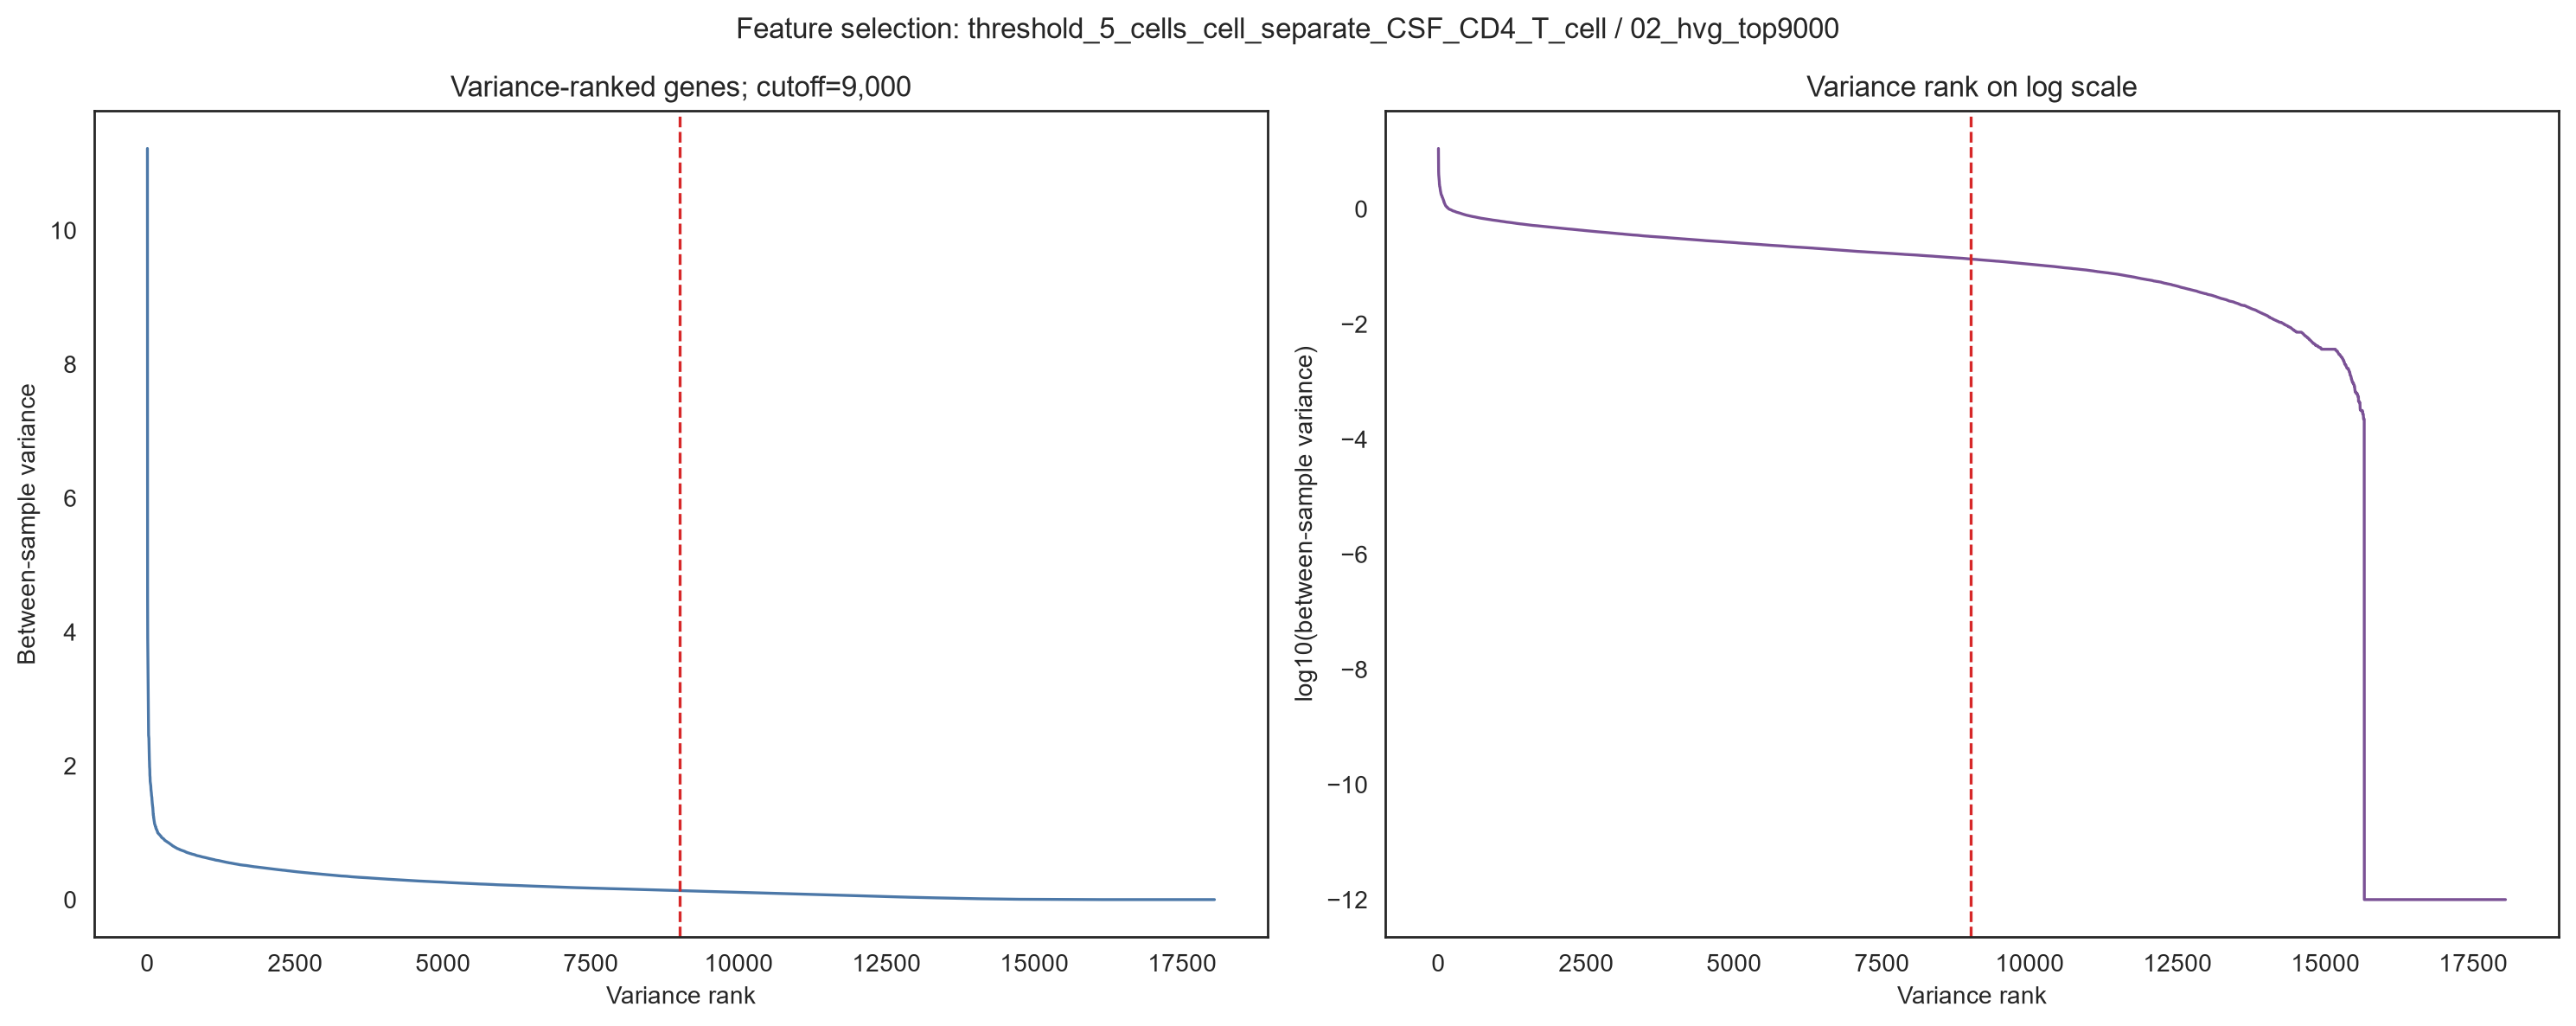 Feature selection: threshold_5_cells_cell_separate_CSF_CD4_T_cell / 02_hvg_top9000
Variance-ranked genes; cutoff=9,000
Between-sample variance
10
8
6
4
2
0
0 2500 5000 7500 10000 12500 15000 17500
Variance rank
Variance rank on log scale
log10(between-sample variance)
0
−2
−4
−6
−8
−10
−12
0 2500 5000 7500 10000 12500 15000 17500
Variance rank